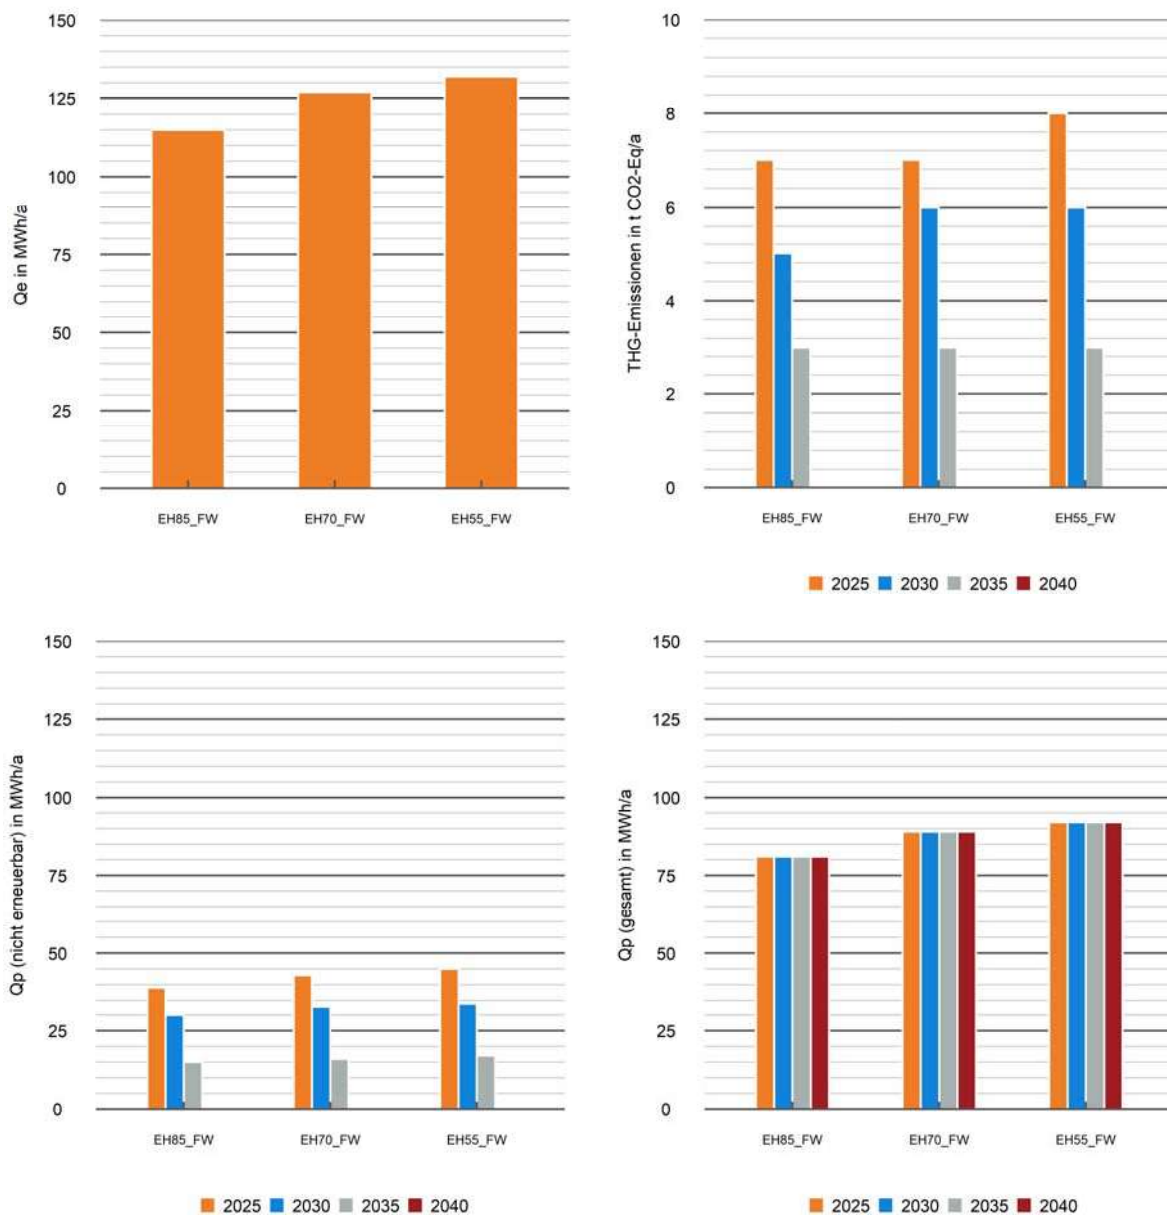 Qe in MWh/a
150
125
100
75
50
25
0
EH85_FW EH70_FW EH55_FW
THG-Emissionen in t CO2-Eq/a
10
8
6
4
2
0
EH85_FW EH70_FW EH55_FW
2025 2030 2035 2040
Qp (nicht erneuerbar) in MWh/a
150
125
100
75
50
25
0
EH85_FW EH70_FW EH55_FW
2025 2030 2035 2040
Qp (gesamt) in MWh/a
150
125
100
75
50
25
0
EH85_FW EH70_FW EH55_FW
2025 2030 2035 2040